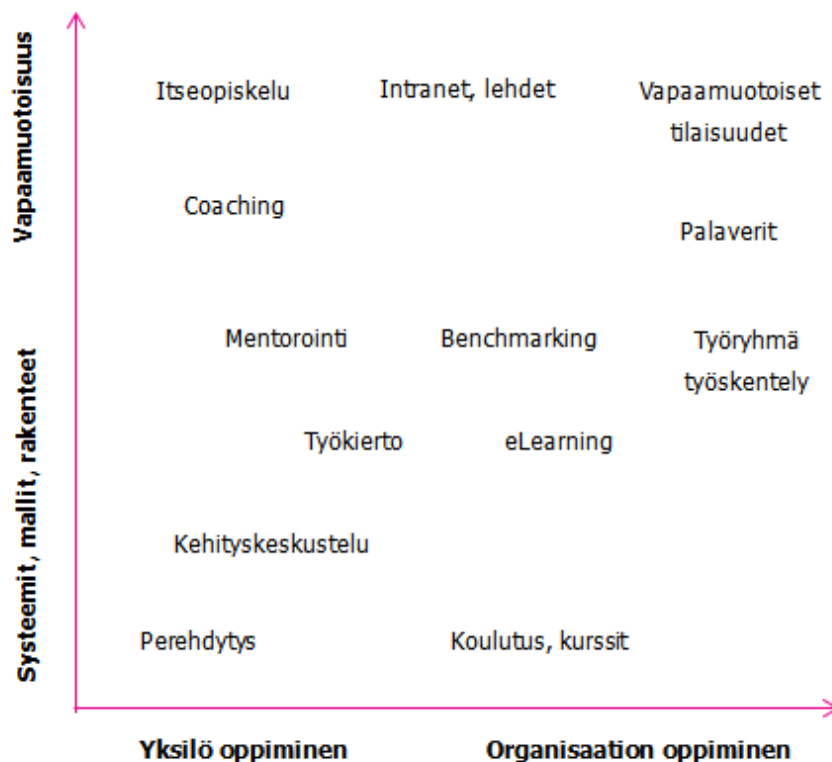 Vapaamuotoisuus
Systeemit, mallit, rakenteet
Itseopiskelu
Intranet, lehdet
Vapaamuotoiset
tilaisuudet
Coaching
Palaverit
Mentorointi
Benchmarking
Työryhmä
työskentely
Työkierto
eLearning
Kehityskeskustelu
Perehdytys
Koulutus, kurssit
Yksilö oppiminen
Organisaation oppiminen